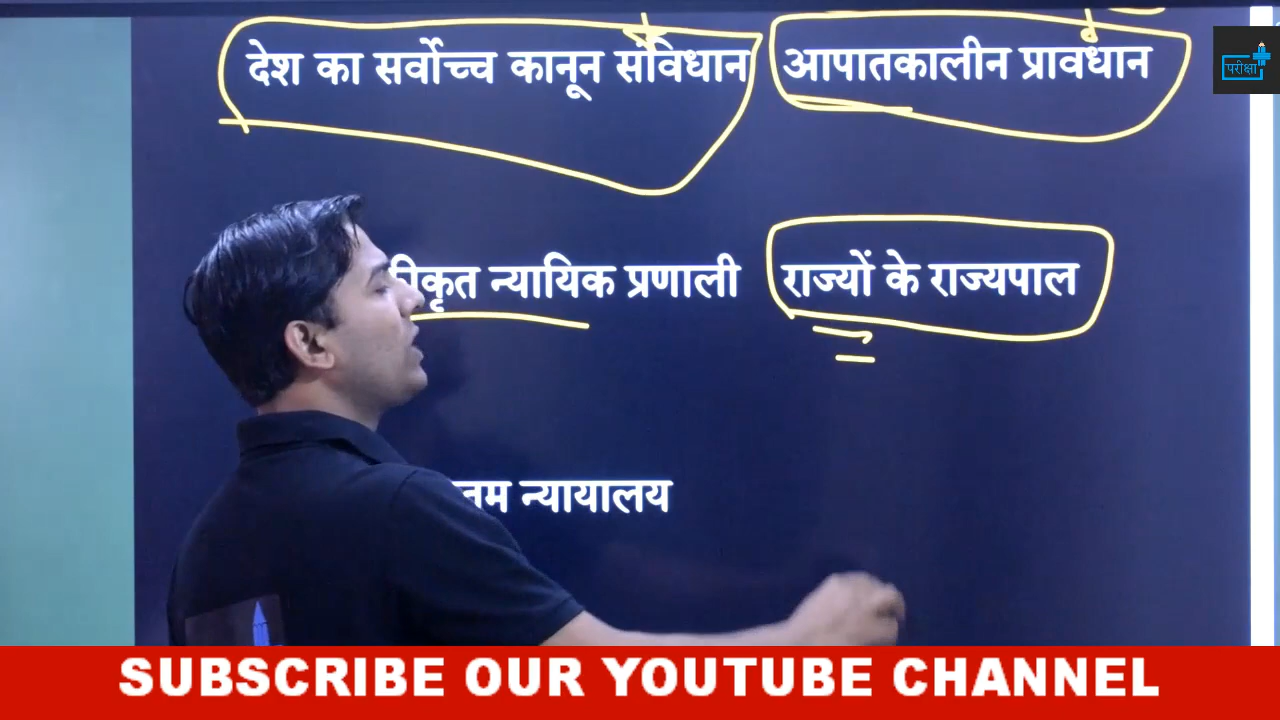 देश का सर्वोच्च कानून संविधान आपातकालीन प्रावधान
परीक्षा
न्यायिक प्रणाली राज्यों के राज्यपाल
न्यायालय
SUBSCRIBE OUR YOUTUBE CHANNEL